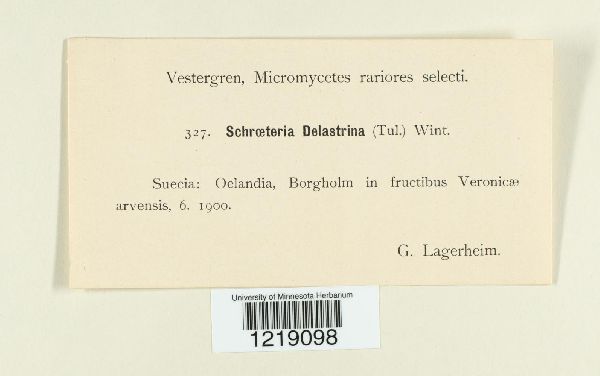 Vestergren, Micromycetes rariores selecti.
327. Schrœteria Delastrina (Tul.) Wint.
Suecia: Oelandia, Borgholm in fructibus Veronicæ
arvensis, 6. 1900.
G. Lagerheim.
University of Minnesota Herbarium
1219098